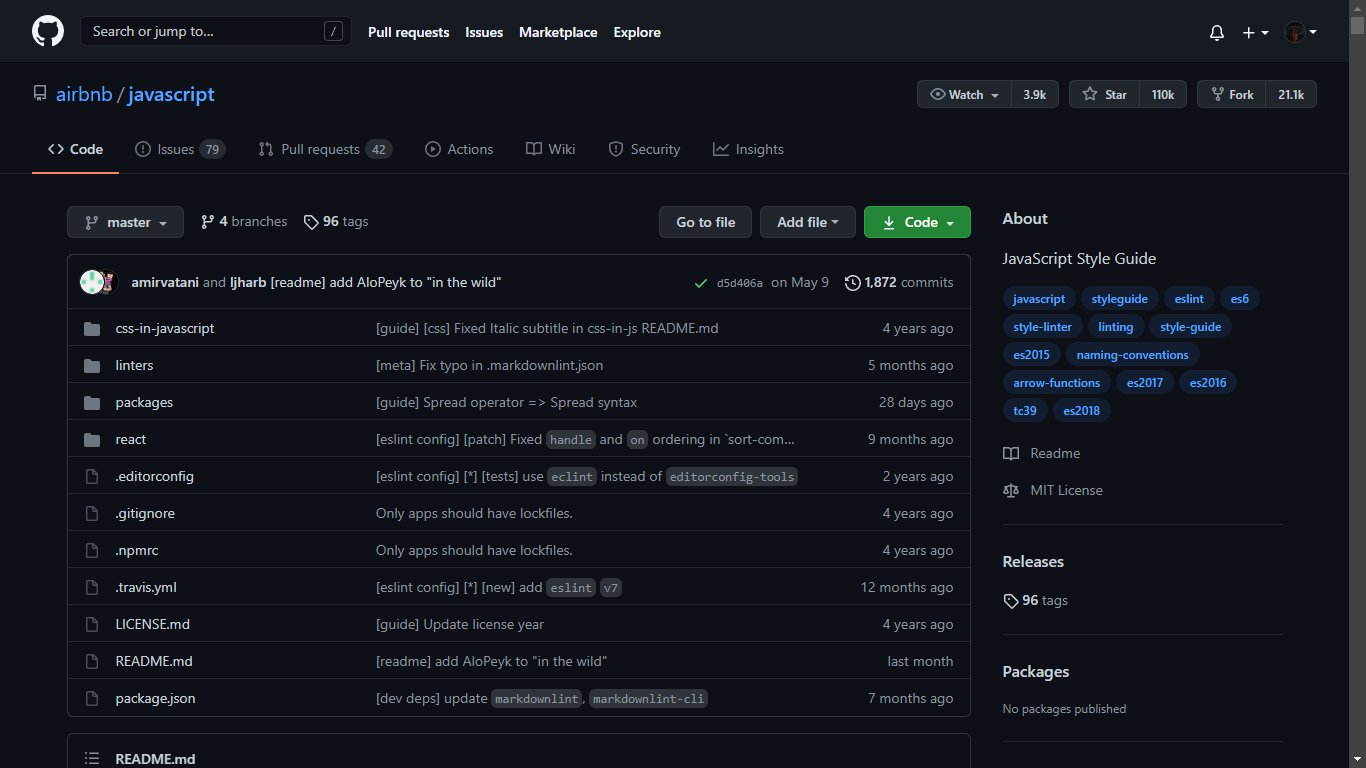 Search or jump to... /
Pull requests Issues Marketplace Explore
airbnb / javascript
Watch 3.9k Star 110k Fork 21.1k
Code Issues 79 Pull requests 42 Actions Wiki Security Insights
master 4 branches 96 tags Go to file Add file Code
amirvatani and ljharb [readme] add AloPeyk to "in the wild" d5d406a on May 9 1,872 commits
css-in-javascript [guide] [css] Fixed Italic subtitle in css-in-js README.md 4 years ago
linters [meta] Fix typo in .markdownlint.json 5 months ago
packages [guide] Spread operator => Spread syntax 28 days ago
react [eslint config] [patch] Fixed handle and on ordering in `sort-com... 9 months ago
.editorconfig [eslint config] [*] [tests] use eclint instead of editorconfig-tools 2 years ago
.gitignore Only apps should have lockfiles. 4 years ago
.npmrc Only apps should have lockfiles. 4 years ago
.travis.yml [eslint config] [*] [new] add eslint v7 12 months ago
LICENSE.md [guide] Update license year 4 years ago
README.md [readme] add AloPeyk to "in the wild" last month
package.json [dev deps] update markdownlint, markdownlint-cli 7 months ago
README.md
About
JavaScript Style Guide
javascript styleguide eslint es6
style-linter linting style-guide
es2015 naming-conventions
arrow-functions es2017 es2016
tc39 es2018
Readme
MIT License
Releases
96 tags
Packages
No packages published